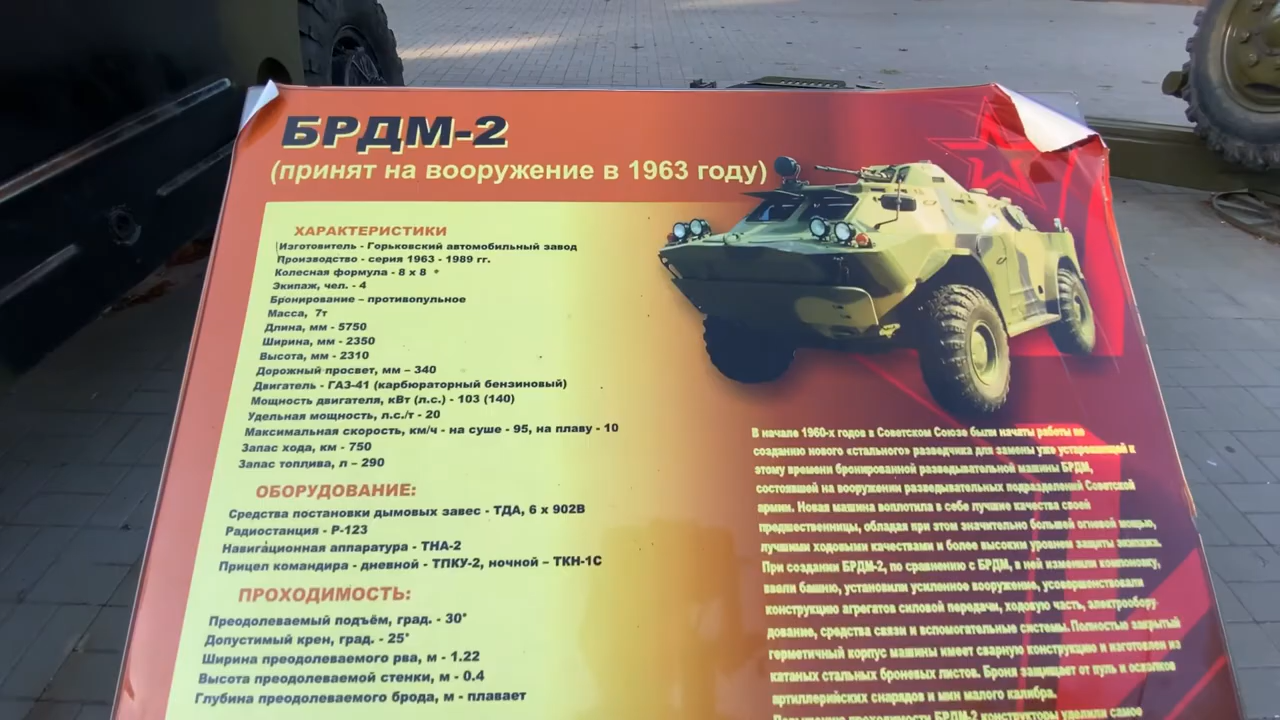 БРДМ-2
(принят на вооружение в 1963 году)
ХАРАКТЕРИСТИКИ
Изготовитель - Горьковский автомобильный завод
Производство - серия 1963 - 1989 гг.
Колесная формула - 8 х 8
Экипаж, чел. - 4
Бронирование – противопульное
Масса, 7т
Длина, мм - 5750
Ширина, мм - 2350
Высота, мм - 2310
Дорожный просвет, мм – 340
Двигатель - ГАЗ-41 (карбюраторный бензиновый)
Мощность двигателя, кВт (л.с.) - 103 (140)
Удельная мощность, л.с./т - 20
Максимальная скорость, км/ч - на суше - 95, на плаву - 10
Запас хода, км - 750
Запас топлива, л – 290
ОБОРУДОВАНИЕ:
Средства постановки дымовых завес - ТДА, 6 х 902В
Радиостанция - Р-123
Навигационная аппаратура - ТНА-2
Прицел командира - дневной - ТПКУ-2, ночной – ТКН-1С
ПРОХОДИМОСТЬ:
Преодолеваемый подъём, град. - 30°
Допустимый крен, град. - 25°
Ширина преодолеваемого рва, м - 1.22
Высота преодолеваемой стенки, м - 0.4
Глубина преодолеваемого брода, м - плавает
В начале 1960-х годов в Советском Союзе были начаты работы по
созданию нового «стального» разведчика для замены уже устаревающей к
этому времени бронированной разведывательной машины БРДМ,
состоявшей на вооружении разведывательных подразделений Советской
армии. Новая машина воплотила в себе лучшие качества своей
предшественницы, обладая при этом значительно большей огневой мощью,
лучшими ходовыми качествами и более высоким уровнем защиты экипажа.
При создании БРДМ-2, по сравнению с БРДМ, в ней изменили компоновку,
ввели башню, установили усиленное вооружение, усовершенствовали
конструкцию агрегатов силовой передачи, ходовую часть, электрообору-
дование, средства связи и вспомогательные системы. Полностью закрытый
герметичный корпус машины имеет сварную конструкцию и изготовлен из
катаных стальных броневых листов. Броня защищает от пуль и осколков
артиллерийских снарядов и мин малого калибра.
проходимости БРДМ-2 конструкторы уделили самое